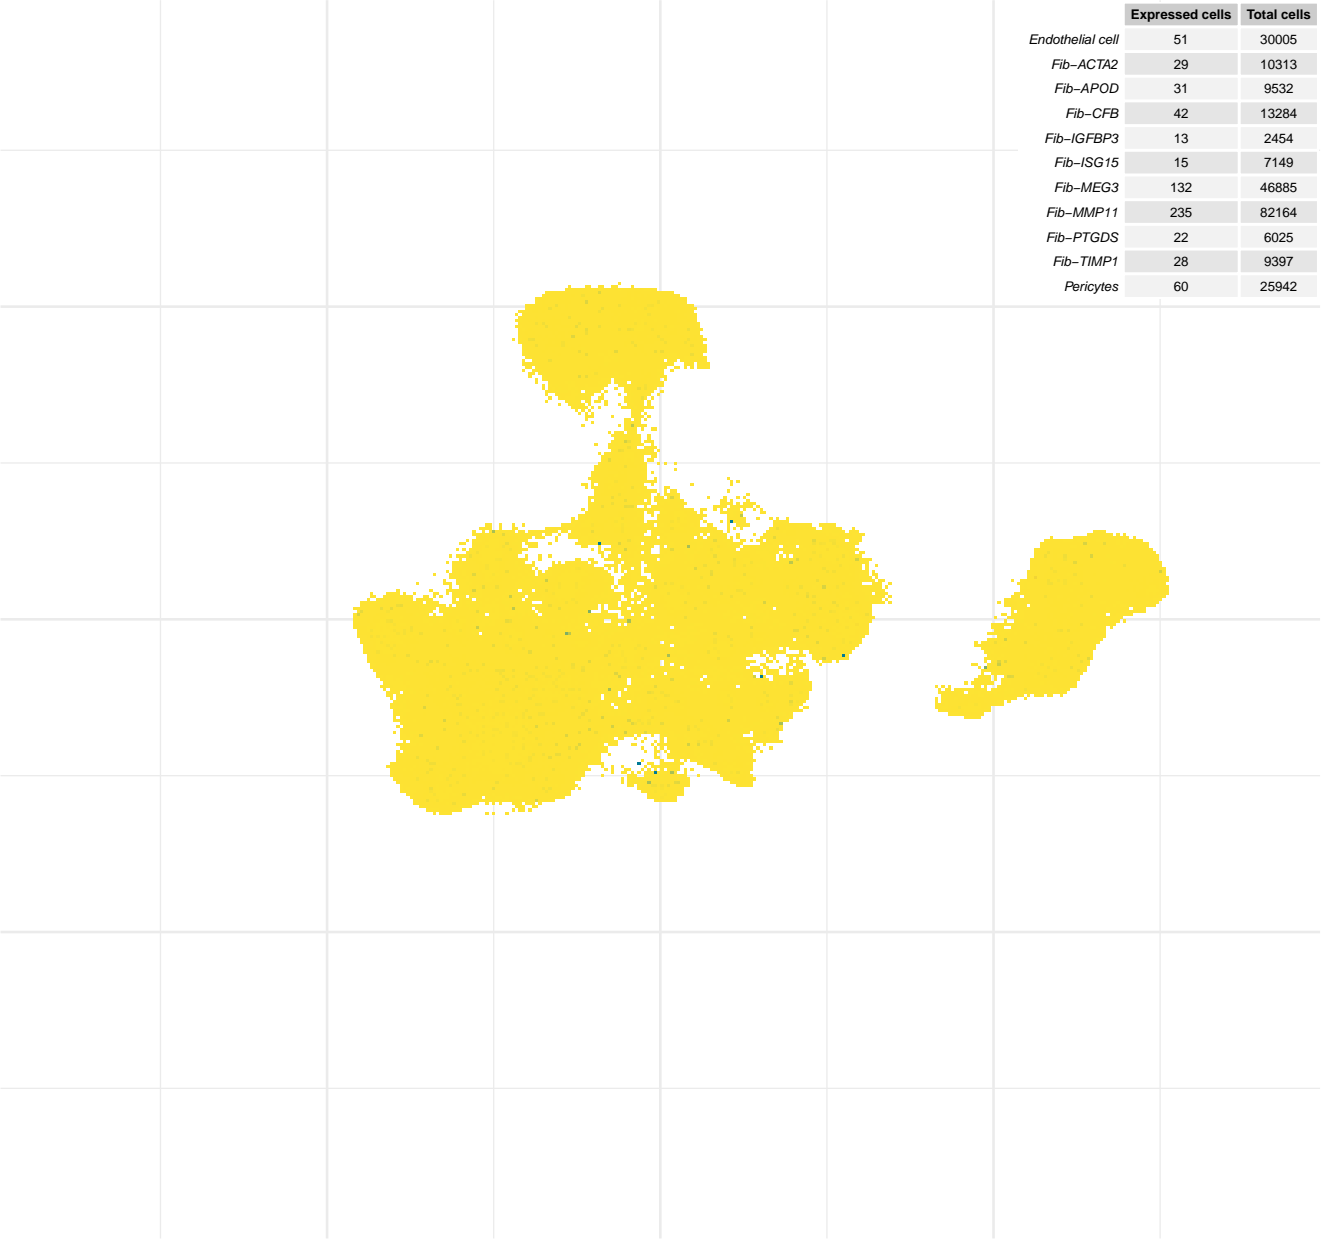 Expressed cells Total cells
Endothelial cell 51 30005
Fib−ACTA2 29 10313
Fib−APOD 31 9532
Fib−CFB 42 13284
Fib−IGFBP3 13 2454
Fib−ISG15 15 7149
Fib−MEG3 132 46885
Fib−MMP11 235 82164
Fib−PTGDS 22 6025
Fib−TIMP1 28 9397
Pericytes 60 25942